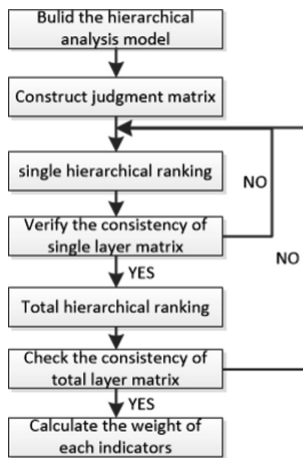 Bulid the hierarchical
analysis model
Construct judgment matrix
single hierarchical ranking
NO
Verify the consistency of
single layer matrix
NO
YES
Total hierarchical ranking
Check the consistency of
total layer matrix
YES
Calculate the weight of
each indicators